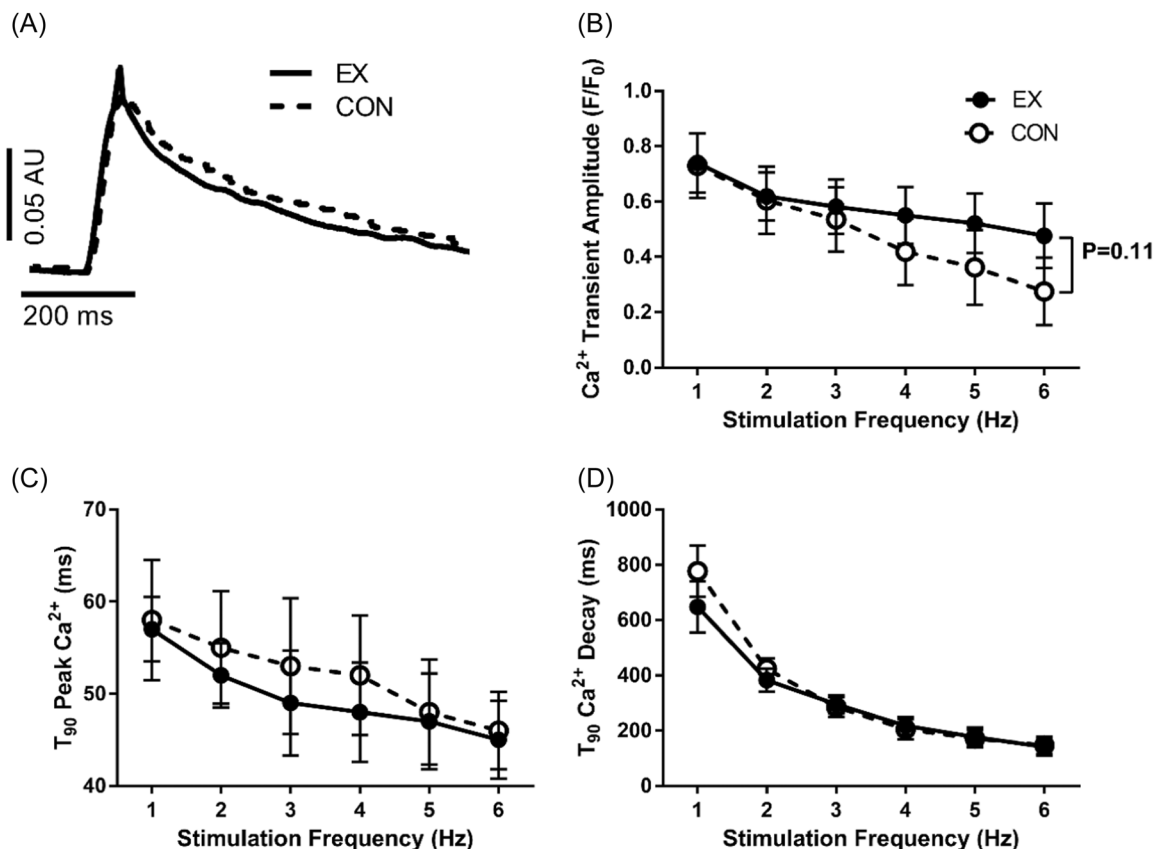 (A)
EX
CON
0.05 AU
200 ms
(B)
Ca²⁺ Transient Amplitude (F/F₀)
1.0
0.8
0.6
0.4
0.2
0.0
EX
CON
P=0.11
1 2 3 4 5 6
Stimulation Frequency (Hz)
(C)
T₉₀ Peak Ca²⁺ (ms)
70
60
50
40
1 2 3 4 5 6
Stimulation Frequency (Hz)
(D)
T₉₀ Ca²⁺ Decay (ms)
1000
800
600
400
200
0
1 2 3 4 5 6
Stimulation Frequency (Hz)